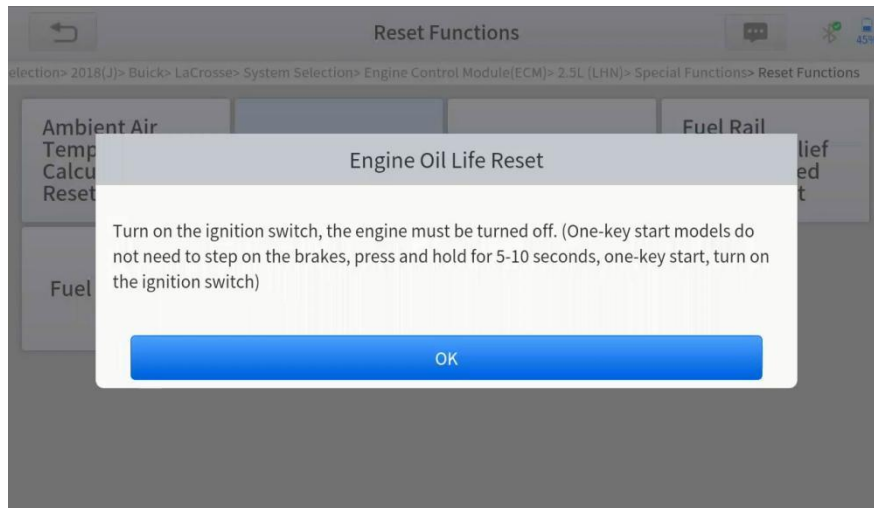 Reset Functions
45%
election> 2018(J)> Buick> LaCrosse> System Selection> Engine Control Module(ECM)> 2.5L (LHN)> Special Functions> Reset Functions
Ambient Air
Temp
Calcu
Reset
Fuel Rail
lief
ed
t
Engine Oil Life Reset
Turn on the ignition switch, the engine must be turned off. (One-key start models do
not need to step on the brakes, press and hold for 5-10 seconds, one-key start, turn on
the ignition switch)
Fuel
OK